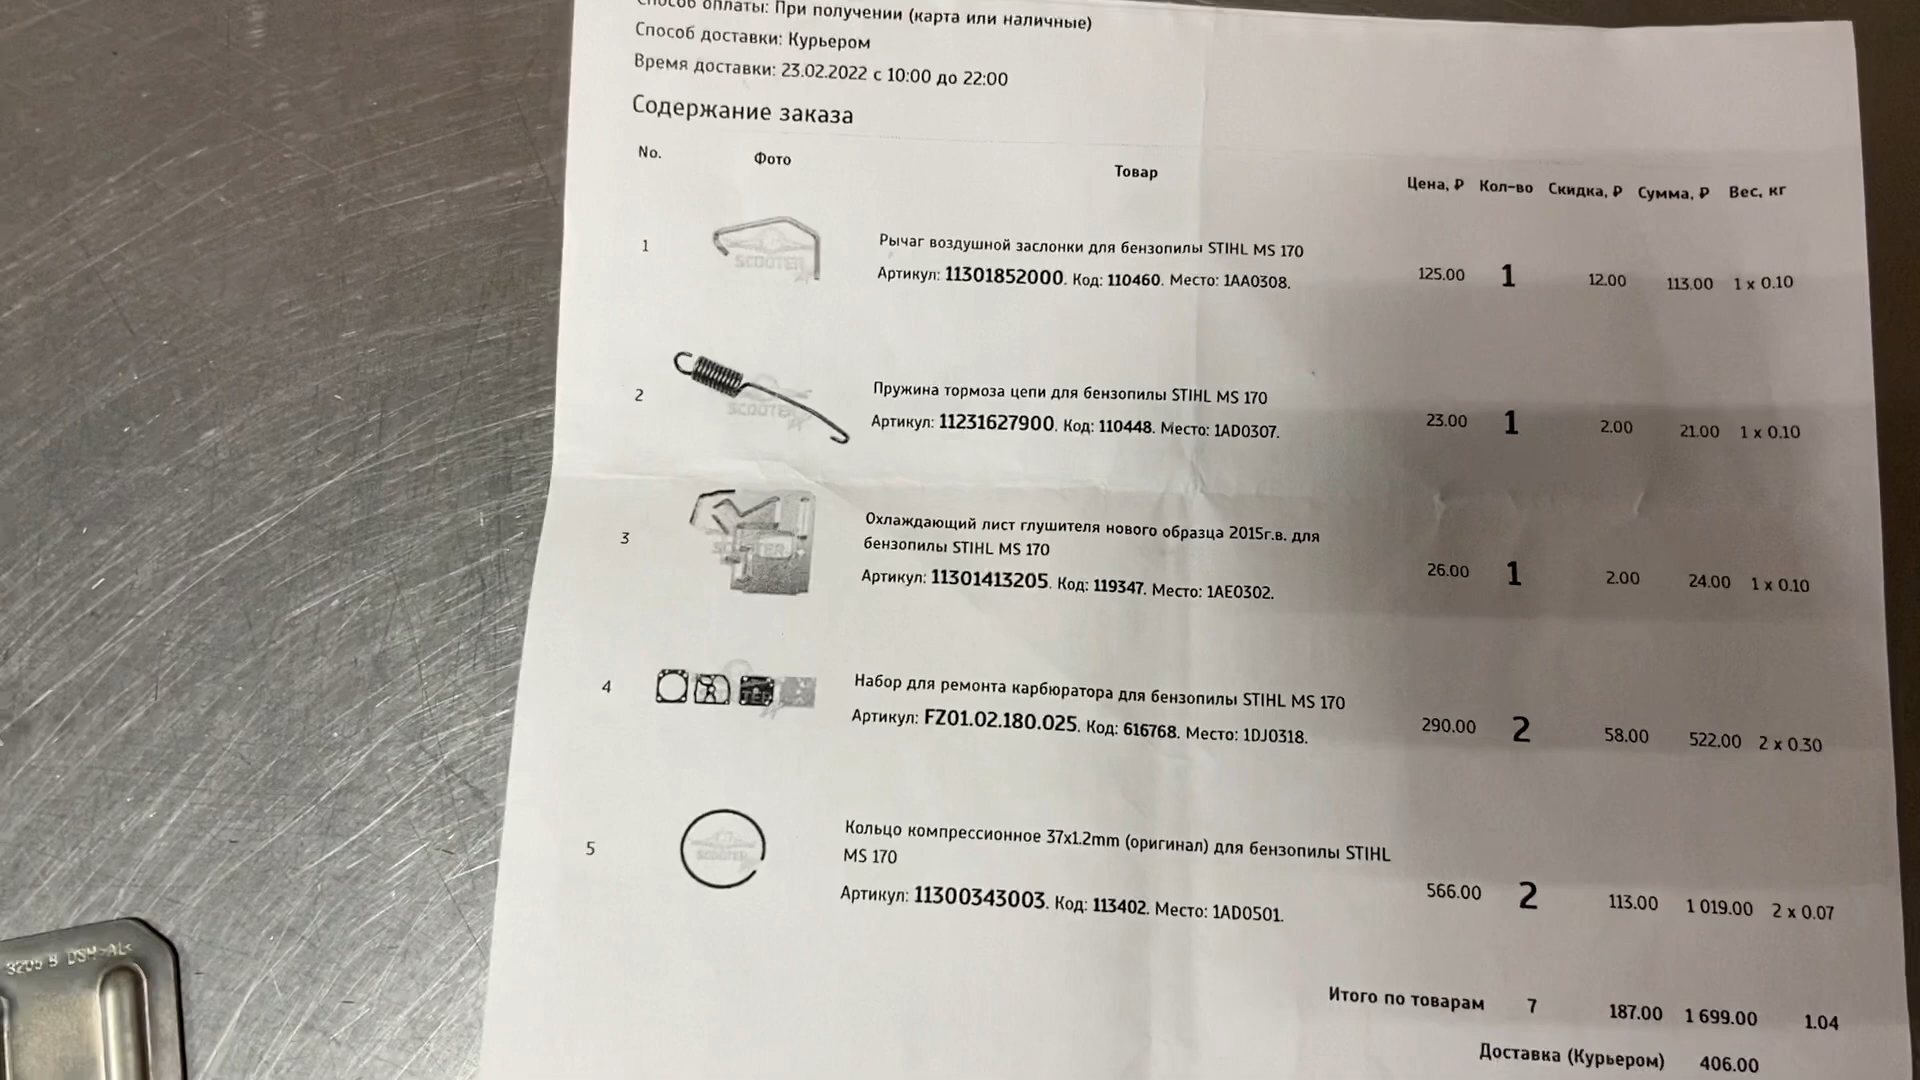 Способ оплаты: При получении (карта или наличные)
Способ доставки: Курьером
Время доставки: 23.02.2022 с 10:00 до 22:00
Содержание заказа
No. Фото Товар Цена, ₽ Кол-во Скидка, ₽ Сумма, ₽ Вес, кг
SCOOTER
Рычаг воздушной заслонки для бензопилы STIHL MS 170
1 Артикул: 11301852000. Код: 110460. Место: 1AA0308. 125.00 1 12.00 113.00 1 x 0.10
SCOOTER
Пружина тормоза цепи для бензопилы STIHL MS 170
2 Артикул: 11231627900. Код: 110448. Место: 1AD0307. 23.00 1 2.00 21.00 1 x 0.10
Охлаждающий лист глушителя нового образца 2015г.в. для
бензопилы STIHL MS 170
3 Артикул: 11301413205. Код: 119347. Место: 1AE0302. 26.00 1 2.00 24.00 1 x 0.10
Набор для ремонта карбюратора для бензопилы STIHL MS 170
4 Артикул: FZ01.02.180.025. Код: 616768. Место: 1DJ0318. 290.00 2 58.00 522.00 2 x 0.30
SCOOTER
Кольцо компрессионное 37x1.2mm (оригинал) для бензопилы STIHL
MS 170
5 Артикул: 11300343003. Код: 113402. Место: 1AD0501. 566.00 2 113.00 1 019.00 2 x 0.07
Итого по товарам 7 187.00 1 699.00 1.04
Доставка (Курьером) 406.00